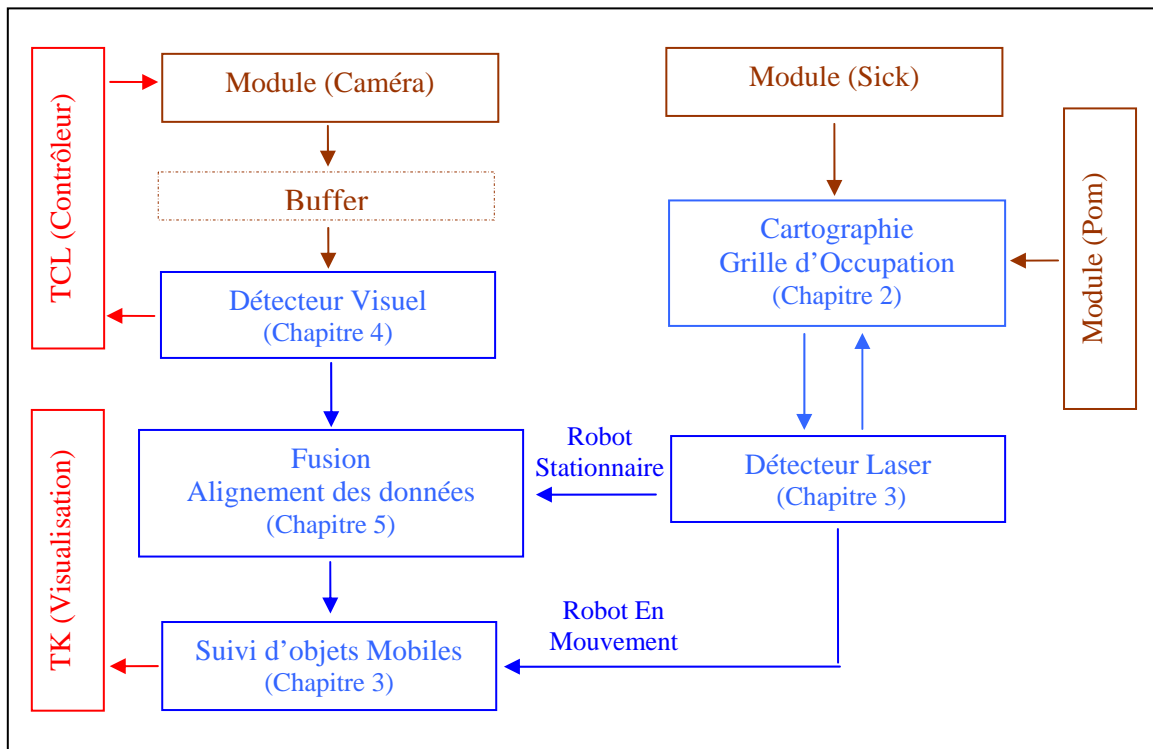 TCL (Contrôleur)
Module (Caméra)
Module (Sick)
Buffer
Cartographie
Grille d’Occupation
(Chapitre 2)
Module (Pom)
Détecteur Visuel
(Chapitre 4)
TK (Visualisation)
Fusion
Alignement des données
(Chapitre 5)
Robot
Stationnaire
Détecteur Laser
(Chapitre 3)
Robot En
Mouvement
Suivi d’objets Mobiles
(Chapitre 3)